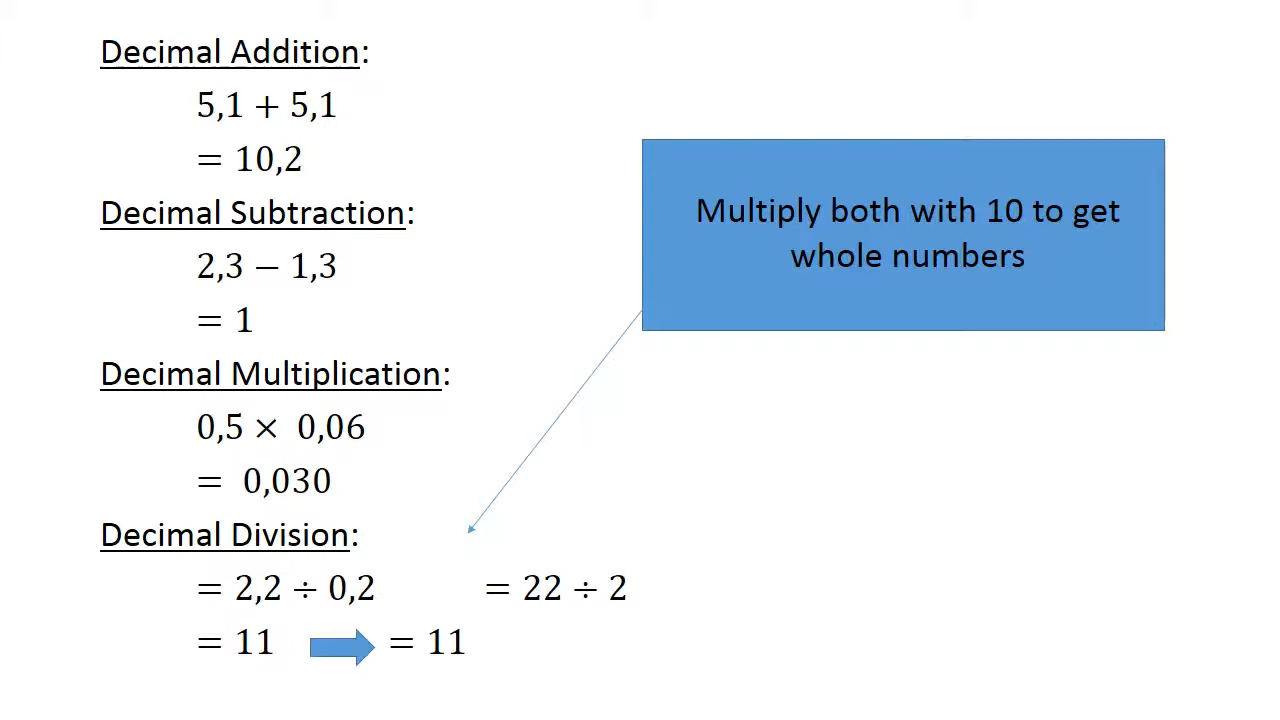 Decimal Addition:
5,1 + 5,1
= 10,2
Decimal Subtraction:
2,3 − 1,3
= 1
Decimal Multiplication:
0,5 × 0,06
= 0,030
Decimal Division:
= 2,2 ÷ 0,2 = 22 ÷ 2
= 11 = 11
Multiply both with 10 to get
whole numbers